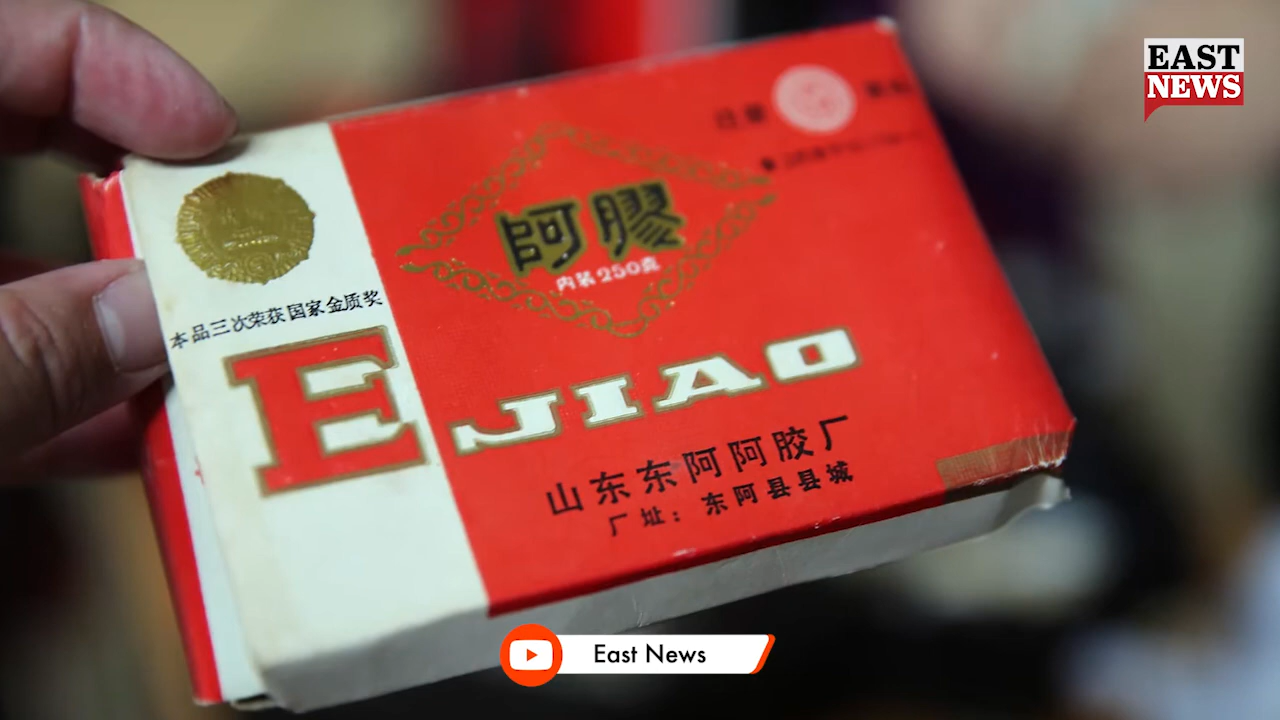 EAST
NEWS
阿膠
内装250克
本品三次荣获国家金质奖
EJIAO
山东东阿阿胶厂
厂址：东阿县县城
East News